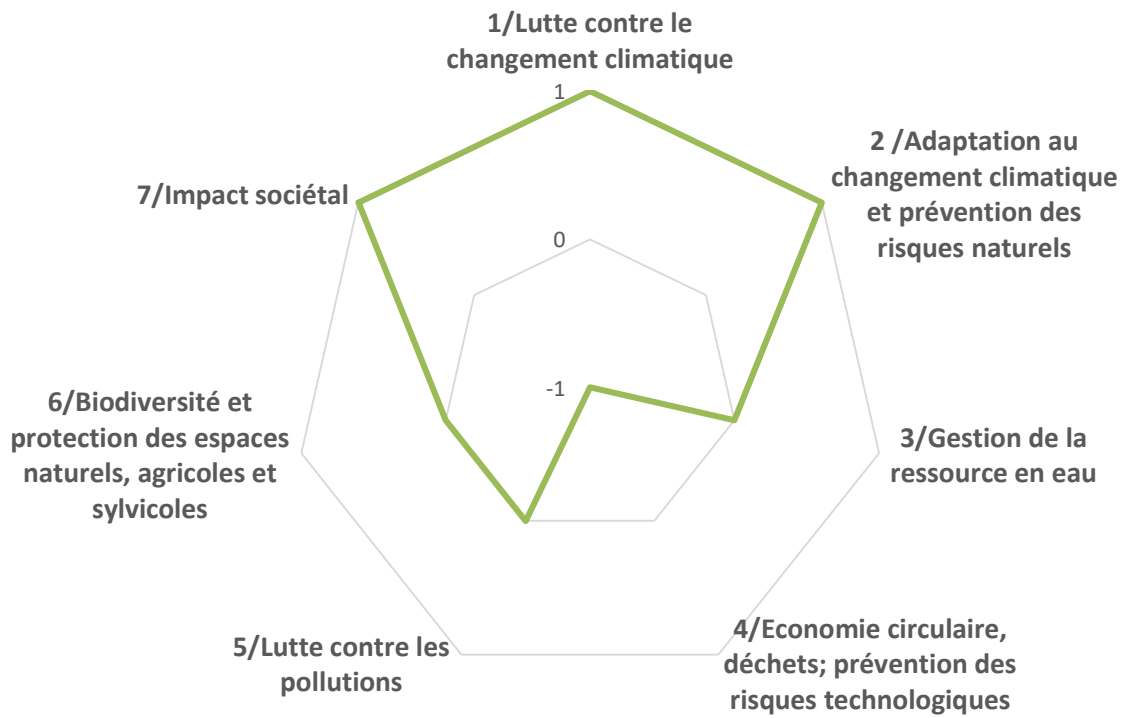 1/Lutte contre le
changement climatique
1
2 /Adaptation au
changement climatique
et prévention des
risques naturels
7/Impact sociétal
0
-1
6/Biodiversité et
protection des espaces
naturels, agricoles et
sylvicoles
3/Gestion de la
ressource en eau
5/Lutte contre les
pollutions
4/Economie circulaire,
déchets; prévention des
risques technologiques